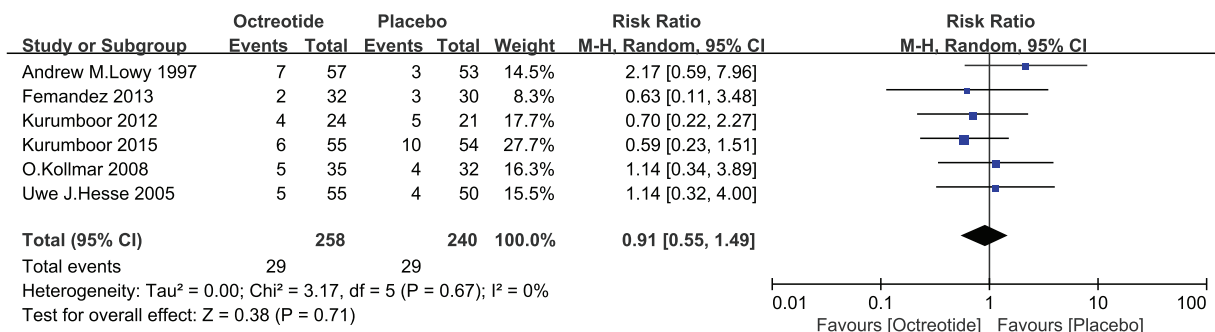 Octreotide Placebo Risk Ratio Risk Ratio
Study or Subgroup Events Total Events Total Weight M-H, Random, 95% CI M-H, Random, 95% CI
Andrew M.Lowy 1997 7 57 3 53 14.5% 2.17 [0.59, 7.96]
Femandez 2013 2 32 3 30 8.3% 0.63 [0.11, 3.48]
Kurumboor 2012 4 24 5 21 17.7% 0.70 [0.22, 2.27]
Kurumboor 2015 6 55 10 54 27.7% 0.59 [0.23, 1.51]
O.Kollmar 2008 5 35 4 32 16.3% 1.14 [0.34, 3.89]
Uwe J.Hesse 2005 5 55 4 50 15.5% 1.14 [0.32, 4.00]
Total (95% CI) 258 240 100.0% 0.91 [0.55, 1.49]
Total events 29 29
Heterogeneity: Tau² = 0.00; Chi² = 3.17, df = 5 (P = 0.67); I² = 0%
Test for overall effect: Z = 0.38 (P = 0.71)
0.01 0.1 1 10 100
Favours [Octreotide] Favours [Placebo]